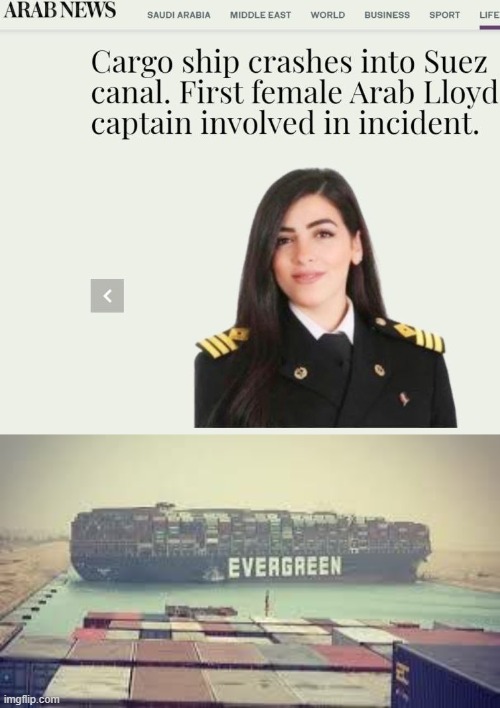 ARAB NEWS
SAUDI ARABIA MIDDLE EAST WORLD BUSINESS SPORT LIFE
Cargo ship crashes into Suez
canal. First female Arab Lloyd
captain involved in incident.
EVERGREEN
imgflip.com